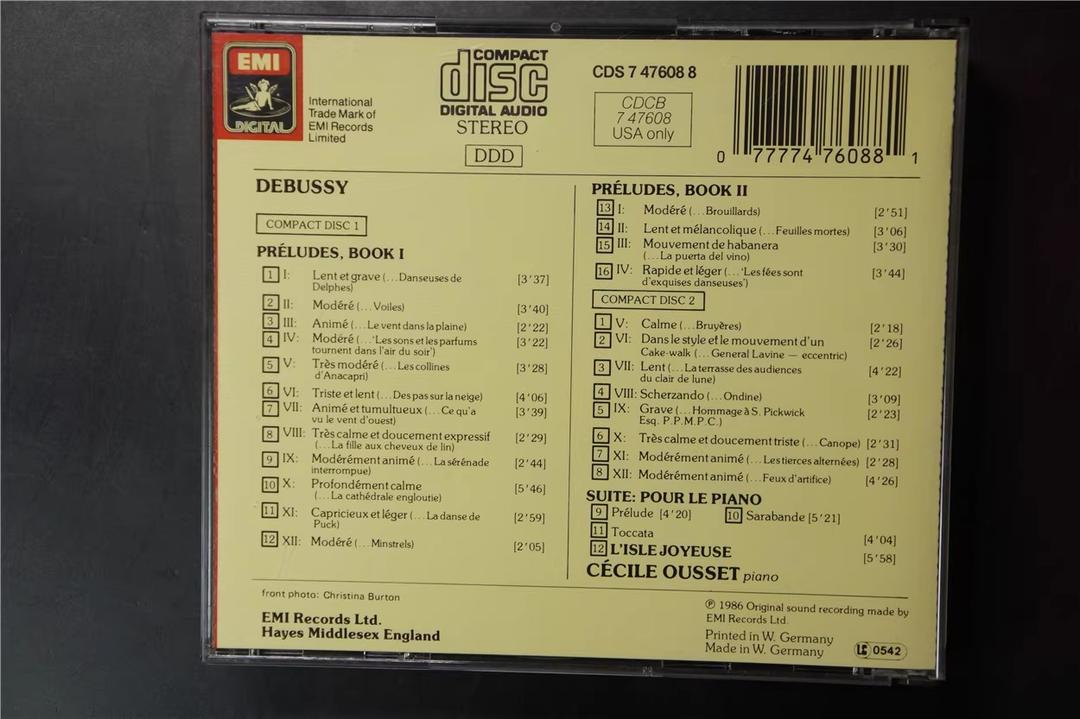 EMI
DIGITAL
International
Trade Mark of
EMI Records
Limited
COMPACT
disc
DIGITAL AUDIO
STEREO
DDD
CDS 7 47608 8
CDCB
7 47608
USA only
0 77774 76088 1
DEBUSSY
COMPACT DISC 1
PRÉLUDES, BOOK I
1 I: Lent et grave (...Danseuses de [3'37]
Delphes)
2 II: Modéré (...Voiles) [3'40]
3 III: Animé (...Le vent dans la plaine) [2'22]
4 IV: Modéré (...'Les sons et les parfums [3'22]
tournent dans l'air du soir')
5 V: Très modéré (...Les collines [3'28]
d'Anacapri)
6 VI: Triste et lent (...Des pas sur la neige) [4'06]
7 VII: Animé et tumultueux (...Ce qu'a [3'39]
vu le vent d'ouest)
8 VIII: Très calme et doucement expressif [2'29]
(...La fille aux cheveux de lin)
9 IX: Modérément animé (...La sérénade [2'44]
interrompue)
10 X: Profondément calme [5'46]
(...La cathédrale engloutie)
11 XI: Capricieux et léger (...La danse de [2'59]
Puck)
12 XII: Modéré (...Minstrels) [2'05]
PRÉLUDES, BOOK II
13 I: Modéré (...Brouillards) [2'51]
14 II: Lent et mélancolique (...Feuilles mortes) [3'06]
15 III: Mouvement de habanera [3'30]
(...La puerta del vino)
16 IV: Rapide et léger (...'Les fées sont [3'44]
d'exquises danseuses')
COMPACT DISC 2
1 V: Calme (...Bruyères) [2'18]
2 VI: Dans le style et le mouvement d'un [2'26]
Cake-walk (...General Lavine — eccentric)
3 VII: Lent (...La terrasse des audiences [4'22]
du clair de lune)
4 VIII: Scherzando (...Ondine) [3'09]
5 IX: Grave (...Hommage à S. Pickwick [2'23]
Esq. P.P.M.P.C.)
6 X: Très calme et doucement triste (...Canope) [2'31]
7 XI: Modérément animé (...Les tierces alternées) [2'28]
8 XII: Modérément animé (...Feux d'artifice) [4'26]
SUITE: POUR LE PIANO
9 Prélude [4'20] 10 Sarabande [5'21]
11 Toccata [4'04]
12 L'ISLE JOYEUSE [5'58]
CÉCILE OUSSET piano
front photo: Christina Burton
EMI Records Ltd.
Hayes Middlesex England
℗ 1986 Original sound recording made by
EMI Records Ltd.
Printed in W. Germany
Made in W. Germany
LC 0542